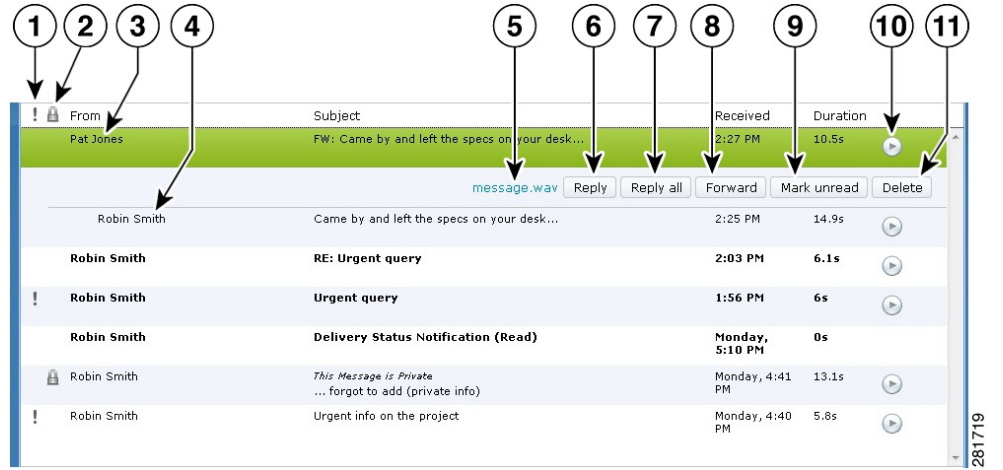 1 2 3 4 5 6 7 8 9 10 11
! From Subject Received Duration
Pat Jones FW: Came by and left the specs on your desk... 2:27 PM 10.5s
message.wav Reply Reply all Forward Mark unread Delete
Robin Smith Came by and left the specs on your desk... 2:25 PM 14.9s
Robin Smith RE: Urgent query 2:03 PM 6.1s
! Robin Smith Urgent query 1:56 PM 6s
Robin Smith Delivery Status Notification (Read) Monday, 0s
5:10 PM
Robin Smith This Message is Private Monday, 4:41 13.1s
... forgot to add (private info) PM
! Robin Smith Urgent info on the project Monday, 4:40 5.8s
PM
281719